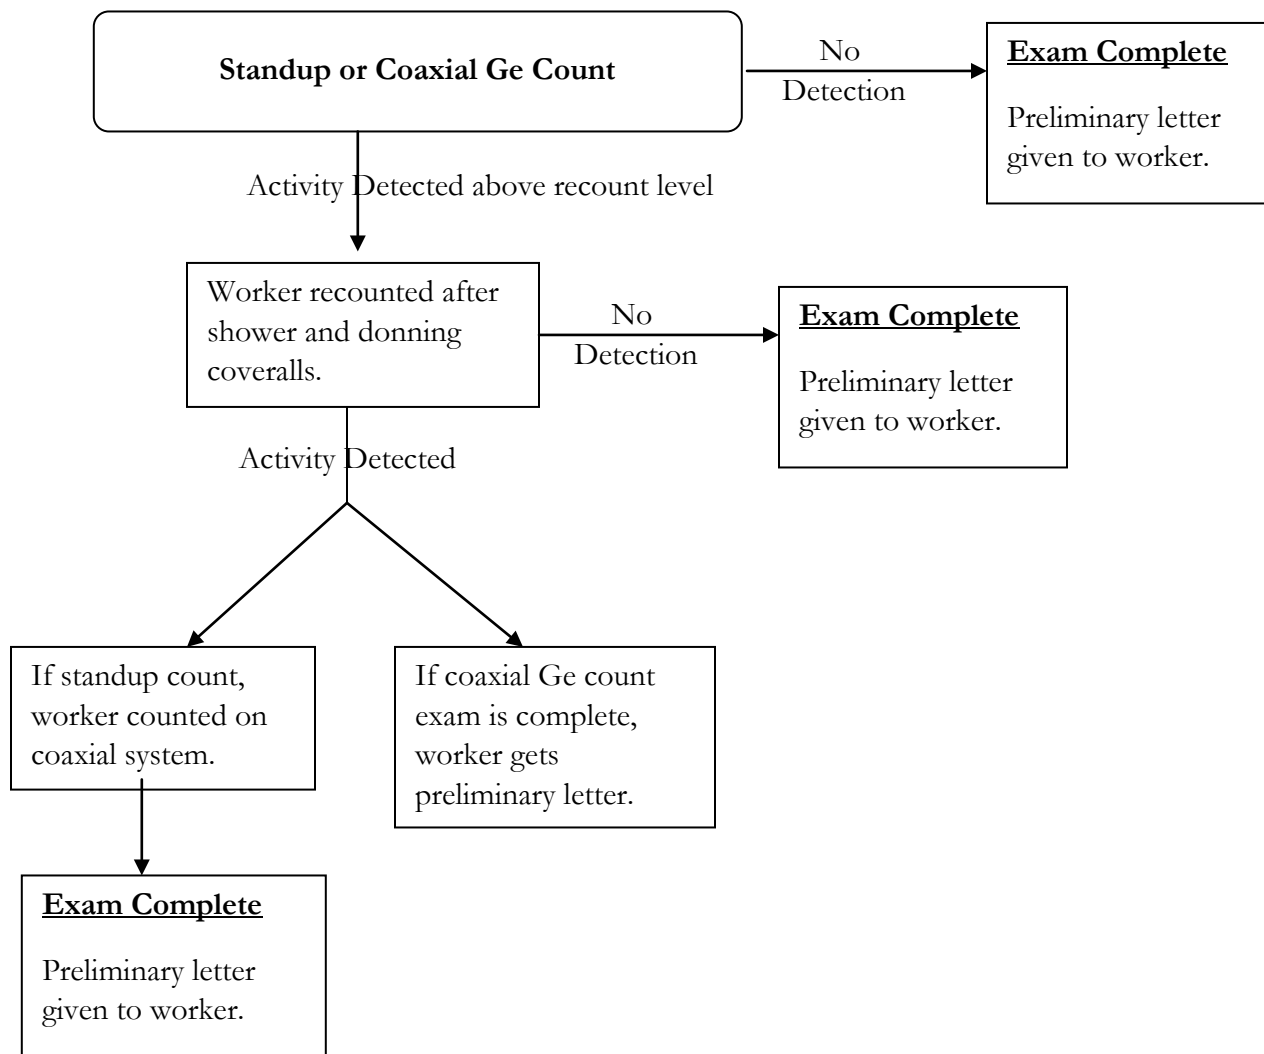 Standup or Coaxial Ge Count
No
Detection
Exam Complete
Preliminary letter
given to worker.
Activity Detected above recount level
Worker recounted after
shower and donning
coveralls.
No
Detection
Exam Complete
Preliminary letter
given to worker.
Activity Detected
If standup count,
worker counted on
coaxial system.
If coaxial Ge count
exam is complete,
worker gets
preliminary letter.
Exam Complete
Preliminary letter
given to worker.